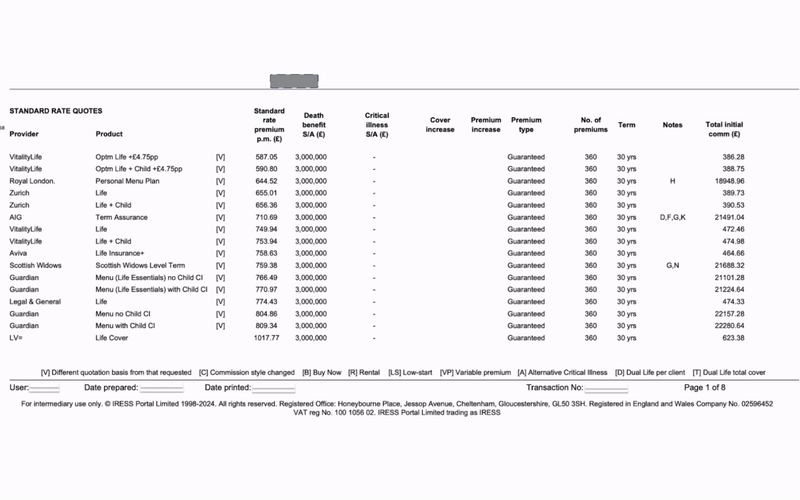 STANDARD RATE QUOTES
Provider Product Standard rate premium p.m. (£) Death benefit S/A (£) Critical illness S/A (£) Cover increase Premium increase Premium type No. of premiums Term Notes Total initial comm (£)
VitalityLife Optm Life +£4.75pp [V] 587.05 3,000,000 - Guaranteed 360 30 yrs 386.28
VitalityLife Optm Life + Child +£4.75pp [V] 590.80 3,000,000 - Guaranteed 360 30 yrs 388.75
Royal London. Personal Menu Plan [V] 644.52 3,000,000 - Guaranteed 360 30 yrs H 18948.96
Zurich Life [V] 655.01 3,000,000 - Guaranteed 360 30 yrs 389.73
Zurich Life + Child [V] 656.36 3,000,000 - Guaranteed 360 30 yrs 390.53
AIG Term Assurance [V] 710.69 3,000,000 - Guaranteed 360 30 yrs D,F,G,K 21491.04
VitalityLife Life [V] 749.94 3,000,000 - Guaranteed 360 30 yrs 472.46
VitalityLife Life + Child [V] 753.94 3,000,000 - Guaranteed 360 30 yrs 474.98
Aviva Life Insurance+ [V] 758.63 3,000,000 - Guaranteed 360 30 yrs 464.66
Scottish Widows Scottish Widows Level Term [V] 759.38 3,000,000 - Guaranteed 360 30 yrs G,N 21688.32
Guardian Menu (Life Essentials) no Child CI [V] 766.49 3,000,000 - Guaranteed 360 30 yrs 21101.28
Guardian Menu (Life Essentials) with Child CI [V] 770.97 3,000,000 - Guaranteed 360 30 yrs 21224.64
Legal & General Life [V] 774.43 3,000,000 - Guaranteed 360 30 yrs 474.33
Guardian Menu no Child CI [V] 804.86 3,000,000 - Guaranteed 360 30 yrs 22157.28
Guardian Menu with Child CI [V] 809.34 3,000,000 - Guaranteed 360 30 yrs 22280.64
LV= Life Cover 1017.77 3,000,000 - Guaranteed 360 30 yrs 623.38
[V] Different quotation basis from that requested [C] Commission style changed [B] Buy Now [R] Rental [LS] Low-start [VP] Variable premium [A] Alternative Critical Illness [D] Dual Life per client [T] Dual Life total cover
User: Date prepared: Date printed: Transaction No: Page 1 of 8
For intermediary use only. © IRESS Portal Limited 1998-2024. All rights reserved. Registered Office: Honeybourne Place, Jessop Avenue, Cheltenham, Gloucestershire, GL50 3SH. Registered in England and Wales Company No. 02596452
VAT reg No. 100 1056 02. IRESS Portal Limited trading as IRESS